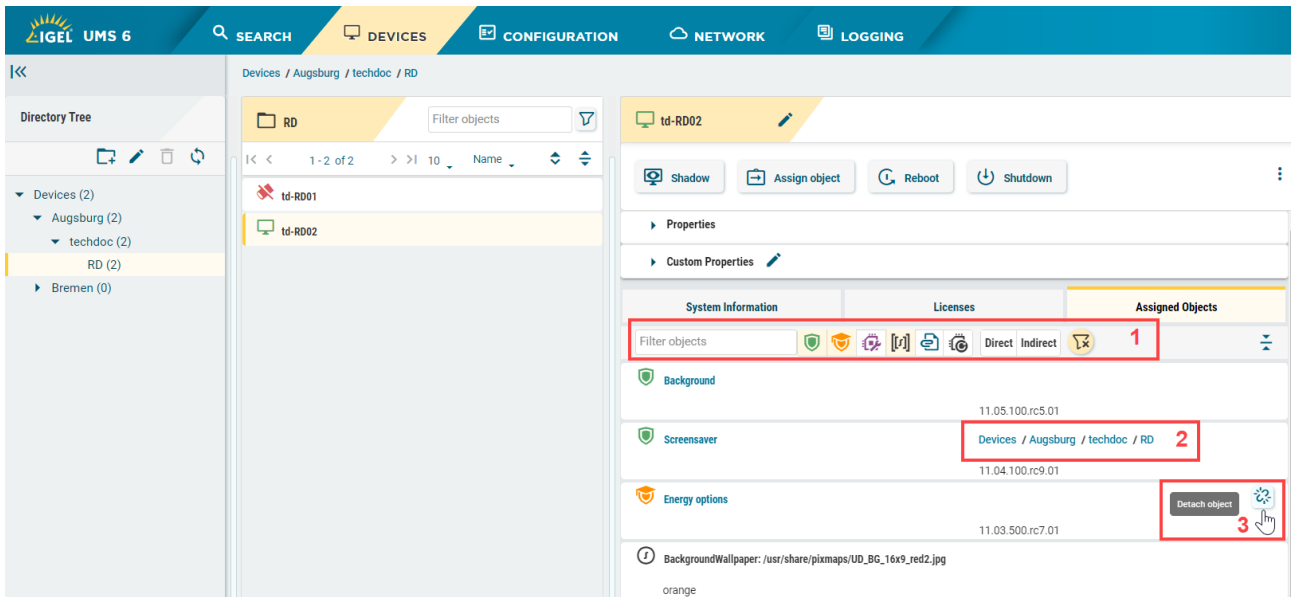 IGEL UMS 6 SEARCH DEVICES CONFIGURATION NETWORK LOGGING
Devices / Augsburg / techdoc / RD
Directory Tree
Devices (2)
Augsburg (2)
techdoc (2)
RD (2)
Bremen (0)
RD Filter objects
1 - 2 of 2 10 Name
td-RD01
td-RD02
td-RD02
Shadow Assign object Reboot Shutdown
Properties
Custom Properties
System Information Licenses Assigned Objects
Filter objects Direct Indirect 1
Background
11.05.100.rc5.01
Screensaver Devices / Augsburg / techdoc / RD 2
11.04.100.rc9.01
Energy options Detach object
11.03.500.rc7.01 3
BackgroundWallpaper: /usr/share/pixmaps/UD_BG_16x9_red2.jpg
orange